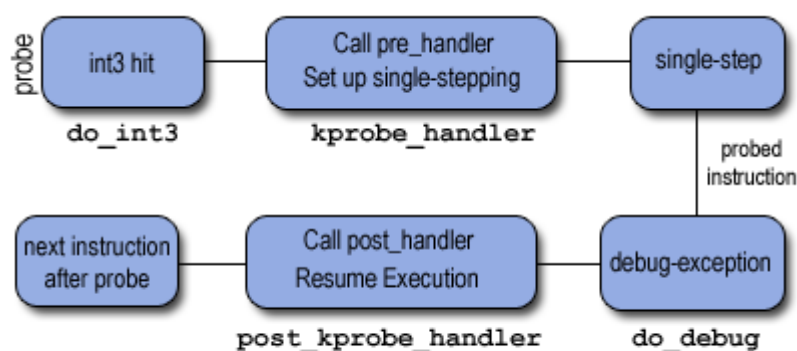 probe
int3 hit
do_int3
Call pre_handler
Set up single-stepping
kprobe_handler
single-step
probed
instruction
debug-exception
do_debug
Call post_handler
Resume Execution
post_kprobe_handler
next instruction
after probe